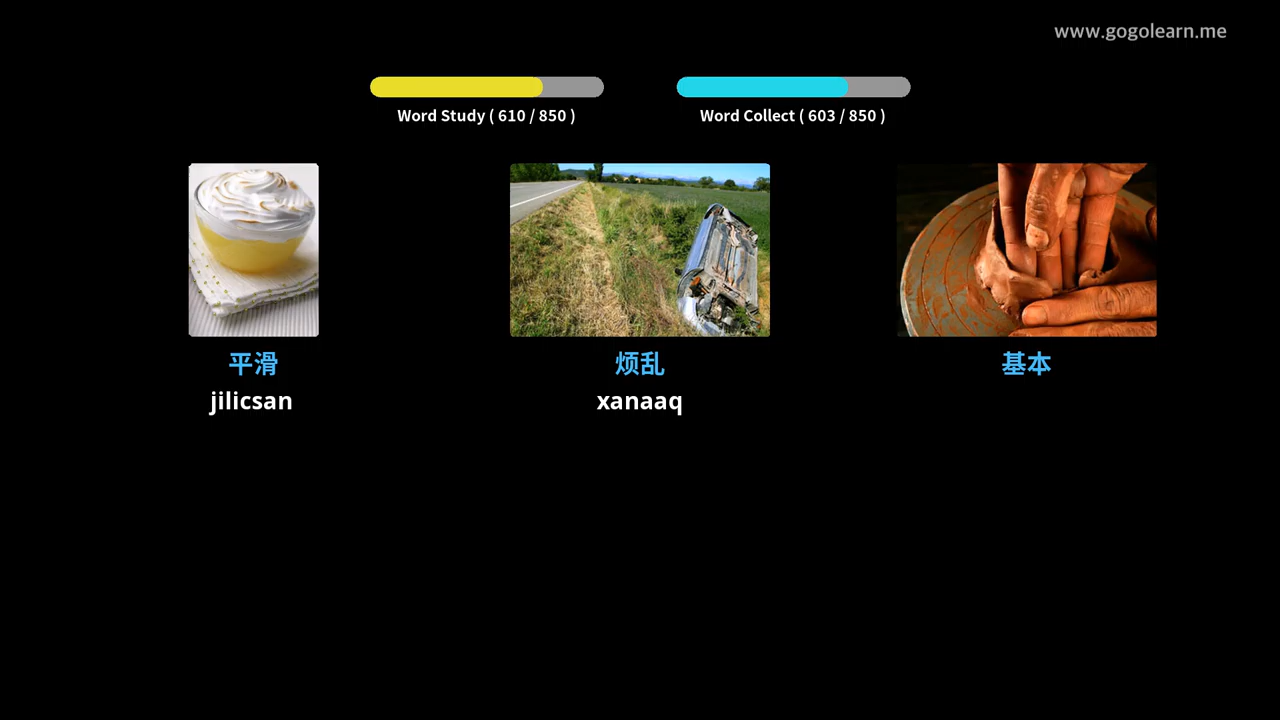 www.gogolearn.me
Word Study ( 610 / 850 )
Word Collect ( 603 / 850 )
平滑
烦乱
基本
jilicsan
xanaaq